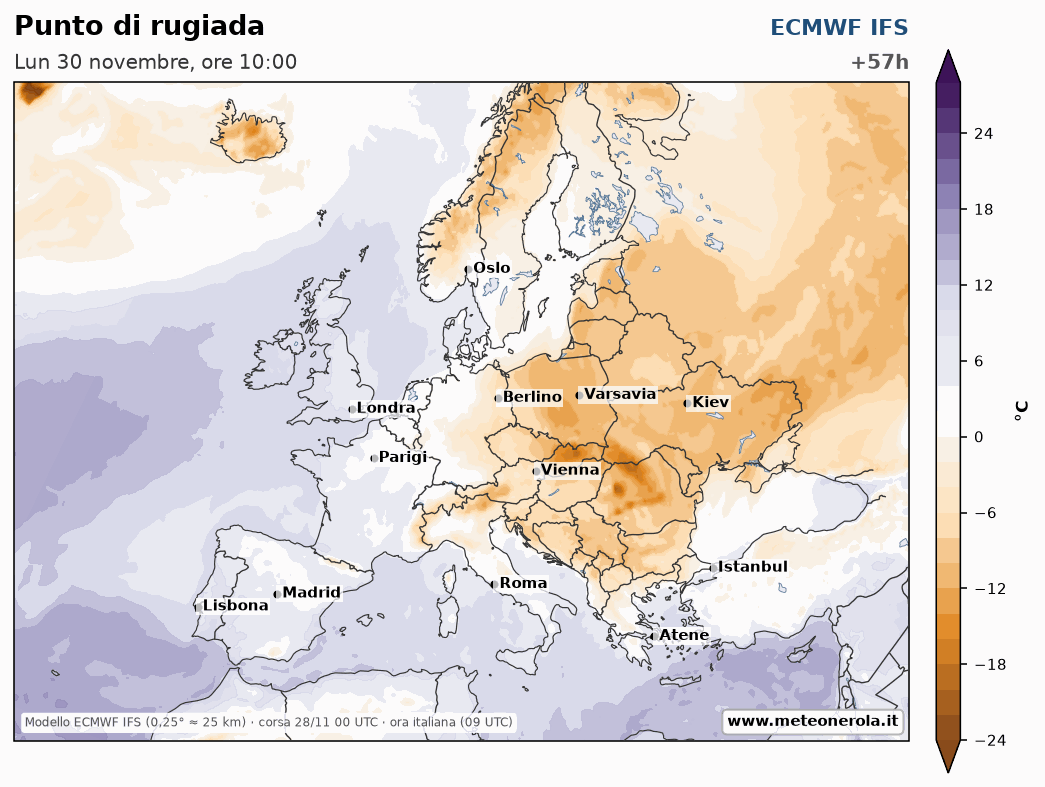 Punto di rugiada
ECMWF IFS
Lun 30 novembre, ore 10:00
+57h
24
18
12
6
0
−6
−12
−18
−24
°C
Oslo
Berlino
Varsavia
Kiev
Londra
Parigi
Vienna
Istanbul
Roma
Madrid
Lisbona
Atene
Modello ECMWF IFS (0,25° ≈ 25 km) · corsa 28/11 00 UTC · ora italiana (09 UTC)
www.meteonerola.it